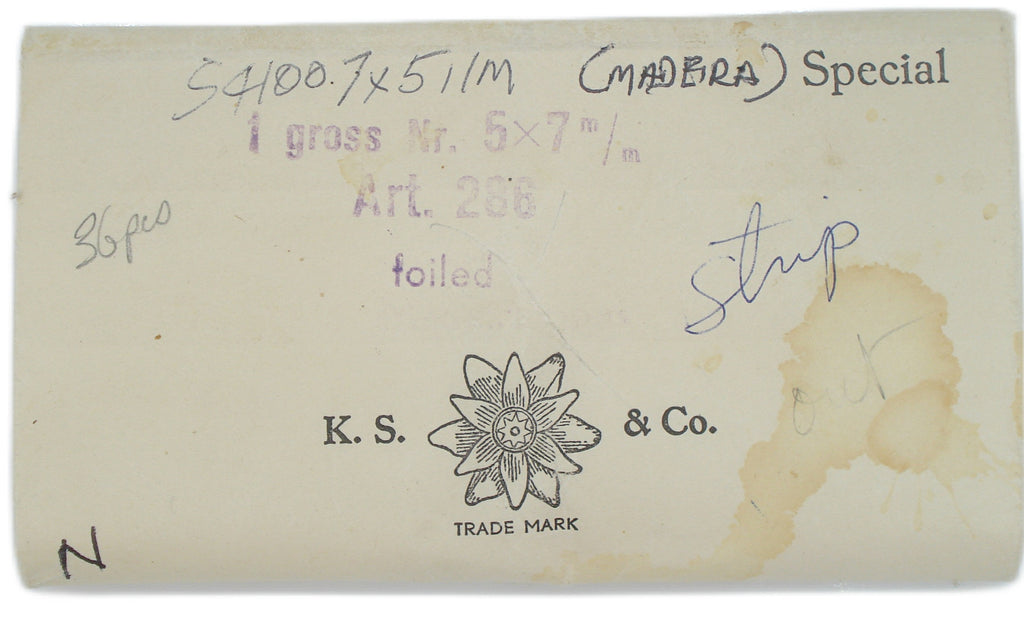 S4100.7x511M (MADEIRA) Special
1 gross Nr. 5×7 m/m
Art. 286
foiled
36pcs
Strip
out
K. S. & Co.
TRADE MARK
N